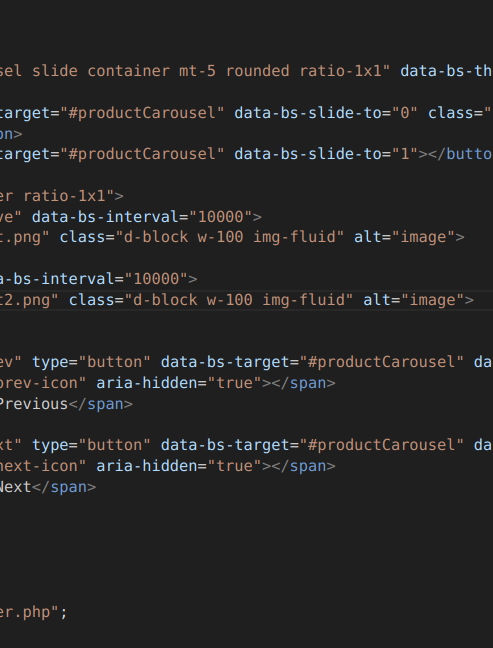 sel slide container mt-5 rounded ratio-1x1" data-bs-th
target="#productCarousel" data-bs-slide-to="0" class="
on>
target="#productCarousel" data-bs-slide-to="1"></butto
er ratio-1x1">
ve" data-bs-interval="10000">
t.png" class="d-block w-100 img-fluid" alt="image">
a-bs-interval="10000">
t2.png" class="d-block w-100 img-fluid" alt="image">
ev" type="button" data-bs-target="#productCarousel" da
prev-icon" aria-hidden="true"></span>
Previous</span>
xt" type="button" data-bs-target="#productCarousel" da
next-icon" aria-hidden="true"></span>
Next</span>
er.php";